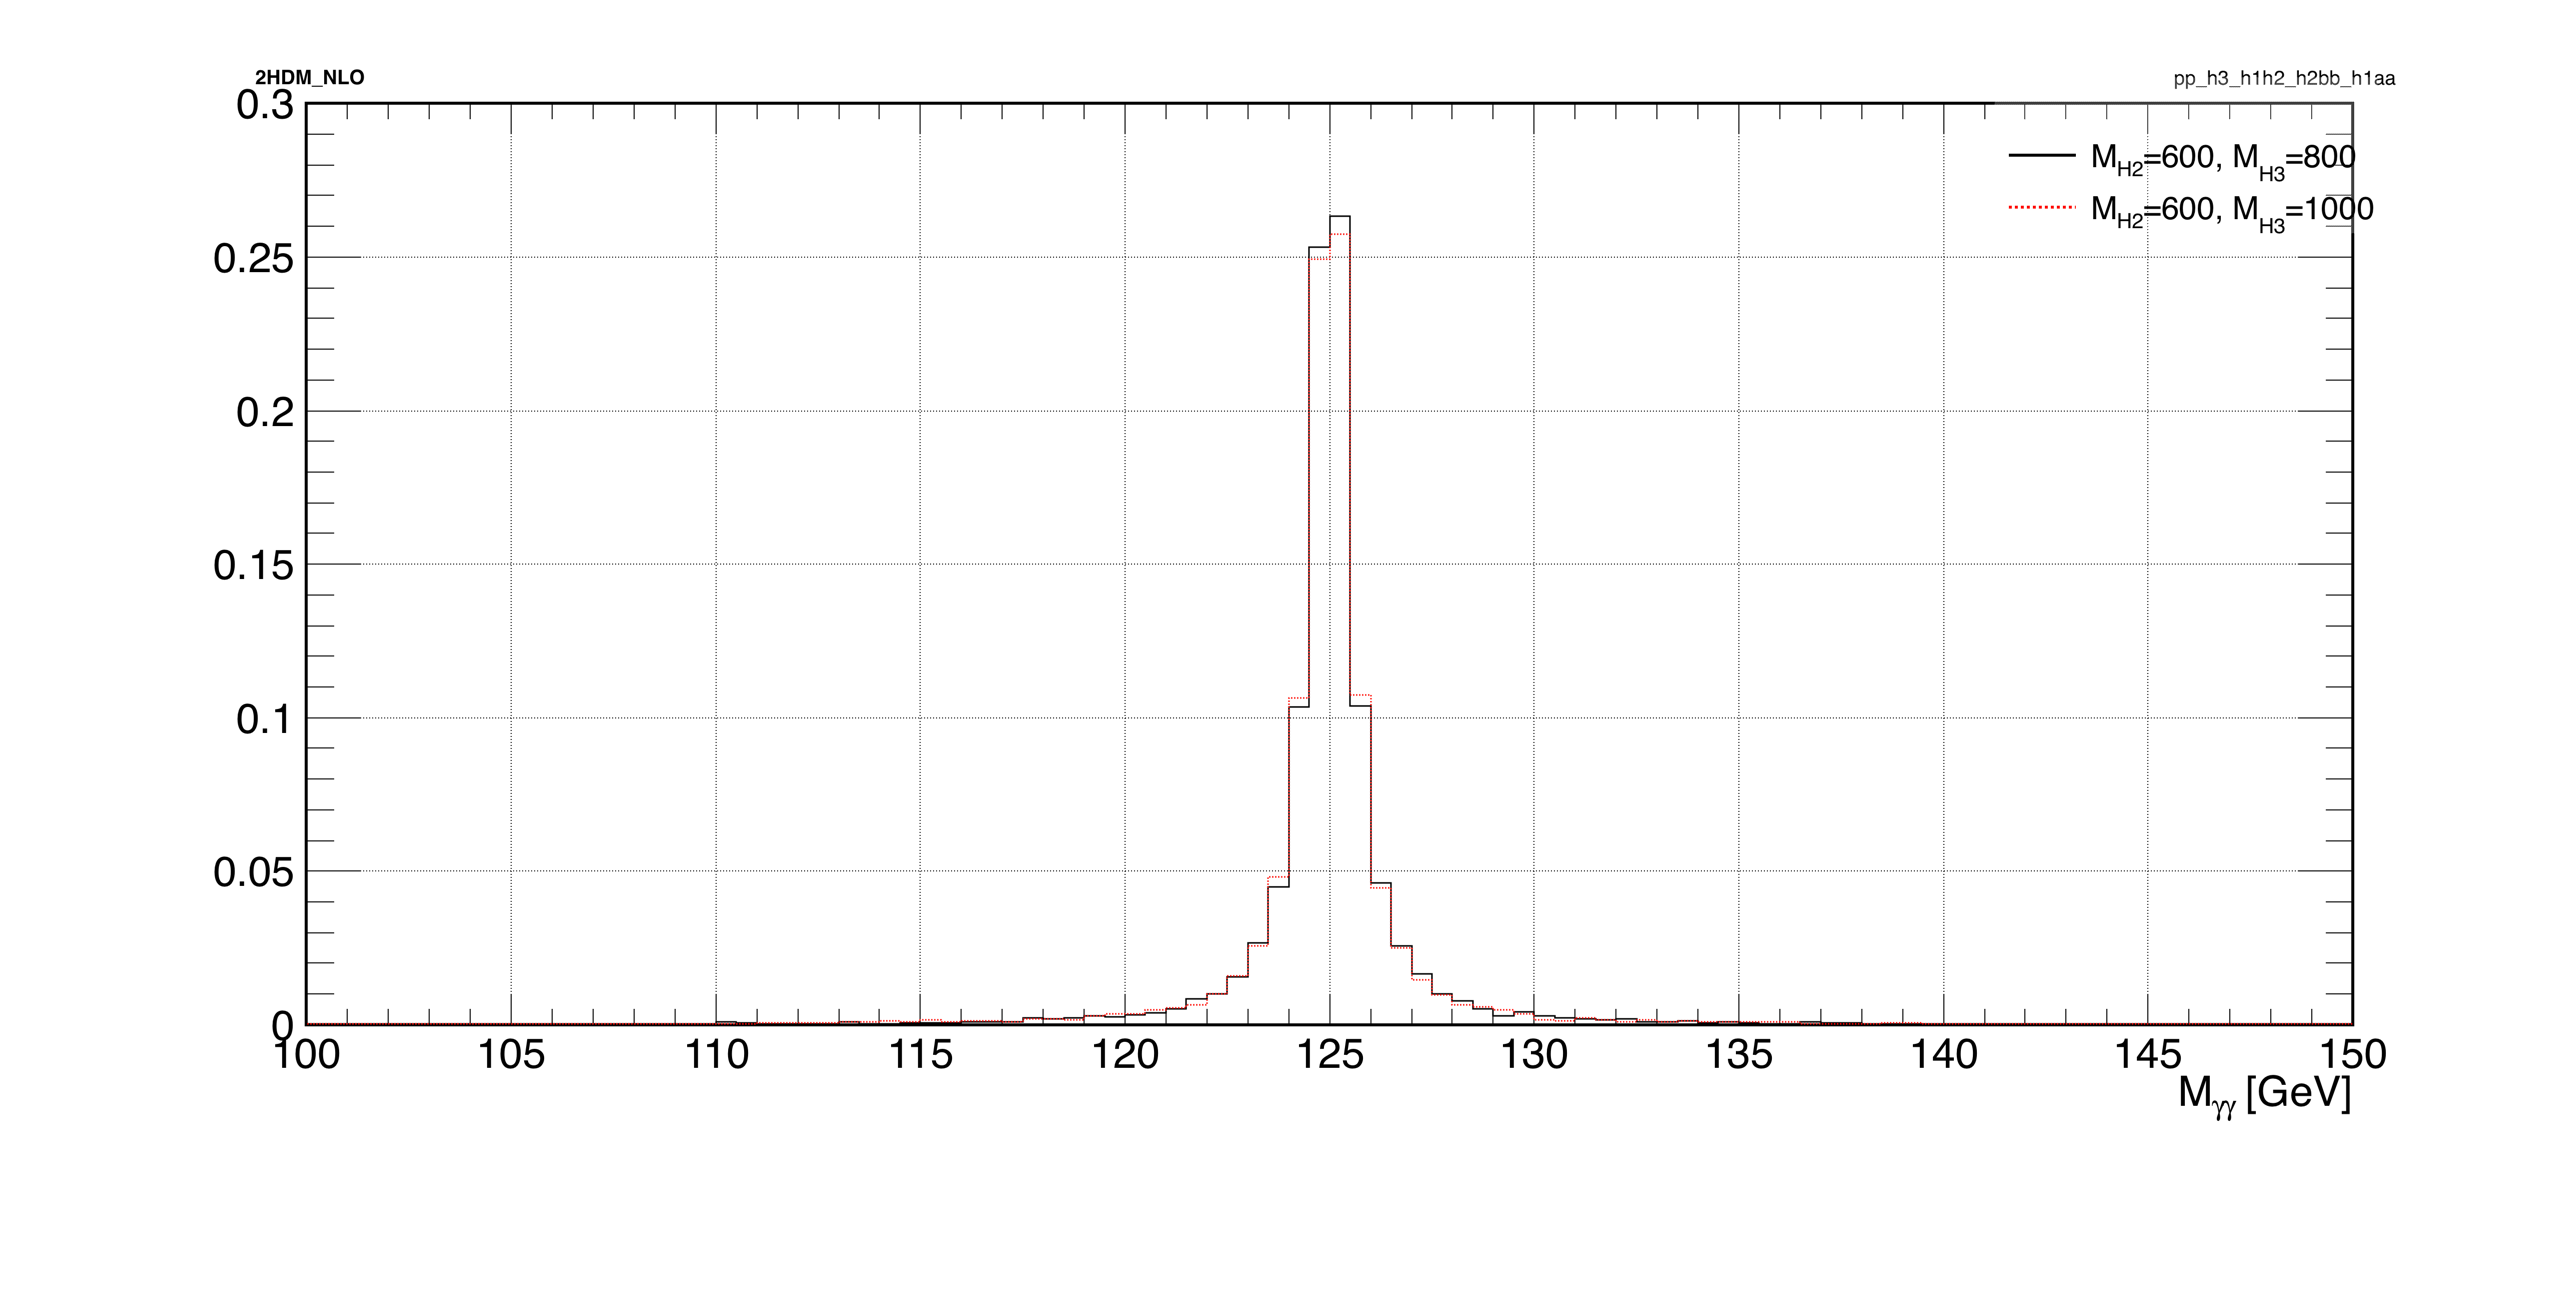 2HDM_NLO
pp_h3_h1h2_h2bb_h1aa
0.3
M_H2=600, M_H3=800
M_H2=600, M_H3=1000
0.25
0.2
0.15
0.1
0.05
0
100 105 110 115 120 125 130 135 140 145 150
M_γγ [GeV]